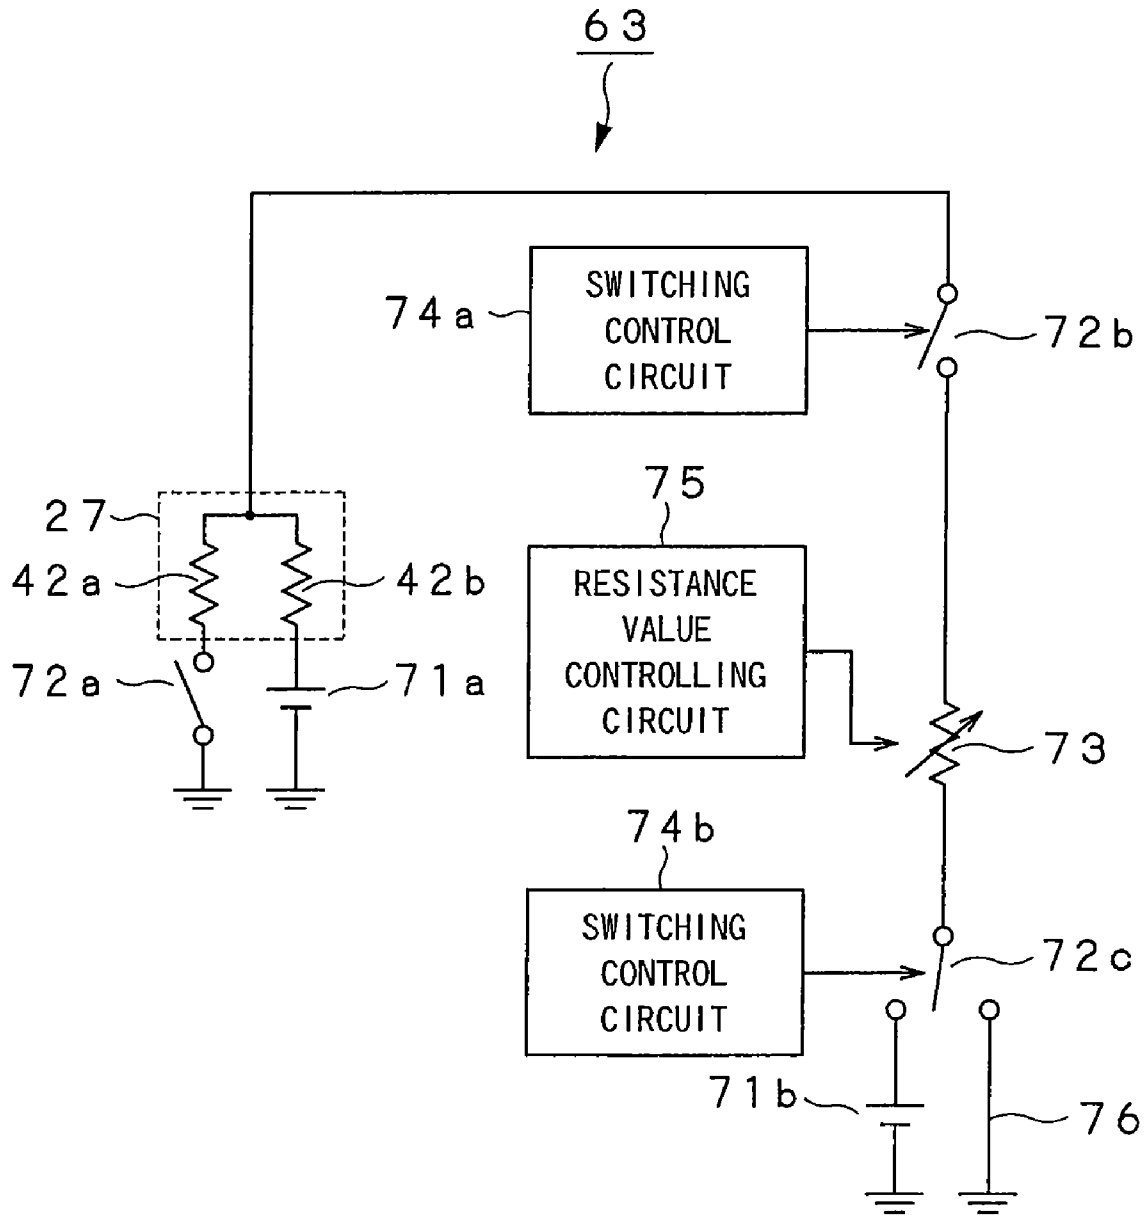 63
SWITCHING
CONTROL
CIRCUIT
74a
72b
75
27
42a
42b
RESISTANCE
VALUE
CONTROLLING
CIRCUIT
72a
71a
73
74b
SWITCHING
CONTROL
CIRCUIT
72c
71b
76